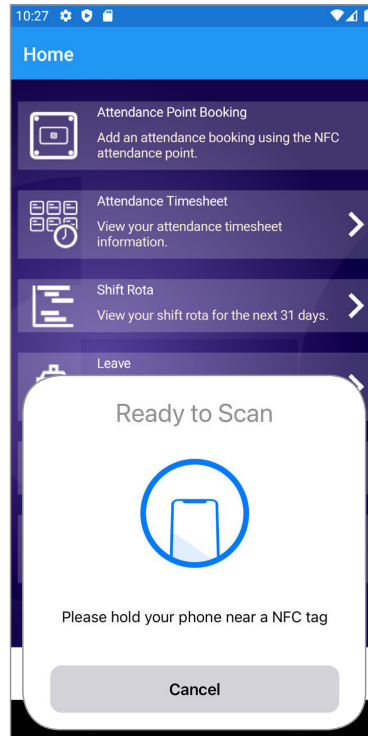 10:27
Home
Attendance Point Booking
Add an attendance booking using the NFC
attendance point.
Attendance Timesheet
View your attendance timesheet
information.
Shift Rota
View your shift rota for the next 31 days.
Leave
Ready to Scan
Please hold your phone near a NFC tag
Cancel